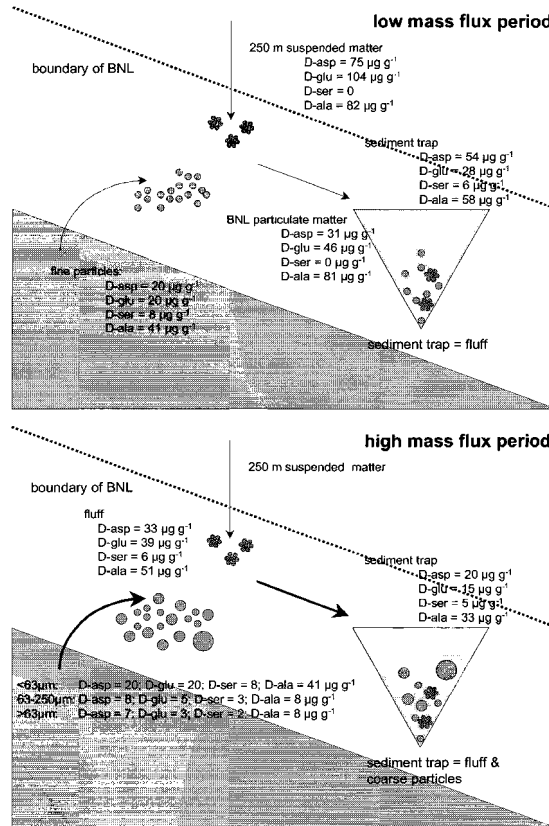 low mass flux period
250 m suspended matter
D-asp = 75 µg g-1
D-glu = 104 µg g-1
D-ser = 0
D-ala = 82 µg g-1
boundary of BNL
sediment trap
D-asp = 54 µg g-1
D-glu = 28 µg g-1
D-ser = 6 µg g-1
D-ala = 58 µg g-1
BNL particulate matter
D-asp = 31 µg g-1
D-glu = 46 µg g-1
D-ser = 0 µg g-1
D-ala = 81 µg g-1
fine particles:
D-asp = 20 µg g-1
D-glu = 20 µg g-1
D-ser = 8 µg g-1
D-ala = 41 µg g-1
sediment trap = fluff
high mass flux period
250 m suspended matter
boundary of BNL
fluff
D-asp = 33 µg g-1
D-glu = 39 µg g-1
D-ser = 6 µg g-1
D-ala = 51 µg g-1
sediment trap
D-asp = 20 µg g-1
D-glu = 15 µg g-1
D-ser = 5 µg g-1
D-ala = 33 µg g-1
<63µm: D-asp = 20; D-glu = 20; D-ser = 8; D-ala = 41 µg g-1
63-250µm: D-asp = 8; D-glu = 5; D-ser = 3; D-ala = 8 µg g-1
>63µm: D-asp = 7; D-glu = 3; D-ser = 2; D-ala = 8 µg g-1
sediment trap = fluff &
coarse particles